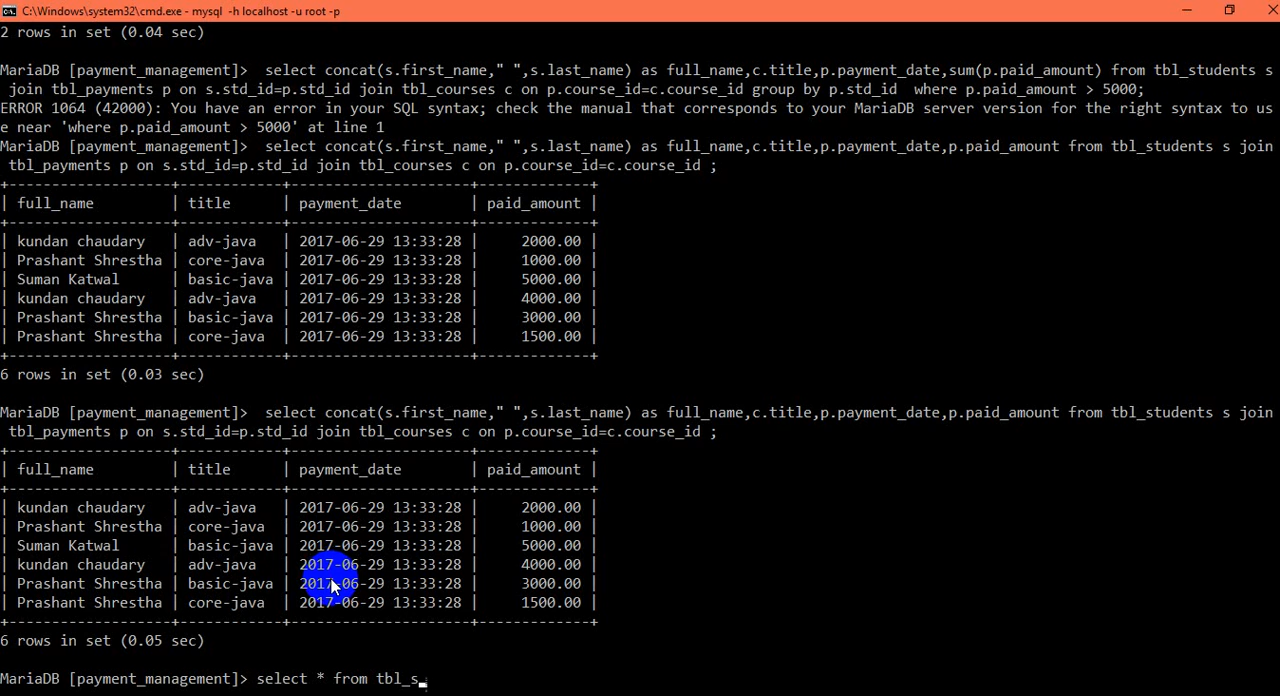 C:\Windows\system32\cmd.exe - mysql  -h localhost -u root -p
2 rows in set (0.04 sec)
MariaDB [payment_management]>  select concat(s.first_name," ",s.last_name) as full_name,c.title,p.payment_date,sum(p.paid_amount) from tbl_students s
 join tbl_payments p on s.std_id=p.std_id join tbl_courses c on p.course_id=c.course_id group by p.std_id  where p.paid_amount > 5000;
ERROR 1064 (42000): You have an error in your SQL syntax; check the manual that corresponds to your MariaDB server version for the right syntax to us
e near 'where p.paid_amount > 5000' at line 1
MariaDB [payment_management]>  select concat(s.first_name," ",s.last_name) as full_name,c.title,p.payment_date,p.paid_amount from tbl_students s join
 tbl_payments p on s.std_id=p.std_id join tbl_courses c on p.course_id=c.course_id ;
+------------------+------------+---------------------+-------------+
| full_name        | title      | payment_date        | paid_amount |
+------------------+------------+---------------------+-------------+
| kundan chaudary  | adv-java   | 2017-06-29 13:33:28 |     2000.00 |
| Prashant Shrestha | core-java  | 2017-06-29 13:33:28 |     1000.00 |
| Suman Katwal     | basic-java | 2017-06-29 13:33:28 |     5000.00 |
| kundan chaudary  | adv-java   | 2017-06-29 13:33:28 |     4000.00 |
| Prashant Shrestha | basic-java | 2017-06-29 13:33:28 |     3000.00 |
| Prashant Shrestha | core-java  | 2017-06-29 13:33:28 |     1500.00 |
+------------------+------------+---------------------+-------------+
6 rows in set (0.03 sec)
MariaDB [payment_management]>  select concat(s.first_name," ",s.last_name) as full_name,c.title,p.payment_date,p.paid_amount from tbl_students s join
 tbl_payments p on s.std_id=p.std_id join tbl_courses c on p.course_id=c.course_id ;
+------------------+------------+---------------------+-------------+
| full_name        | title      | payment_date        | paid_amount |
+------------------+------------+---------------------+-------------+
| kundan chaudary  | adv-java   | 2017-06-29 13:33:28 |     2000.00 |
| Prashant Shrestha | core-java  | 2017-06-29 13:33:28 |     1000.00 |
| Suman Katwal     | basic-java | 2017-06-29 13:33:28 |     5000.00 |
| kundan chaudary  | adv-java   | 2017-06-29 13:33:28 |     4000.00 |
| Prashant Shrestha | basic-java | 2017-06-29 13:33:28 |     3000.00 |
| Prashant Shrestha | core-java  | 2017-06-29 13:33:28 |     1500.00 |
+------------------+------------+---------------------+-------------+
6 rows in set (0.05 sec)
MariaDB [payment_management]> select * from tbl_s